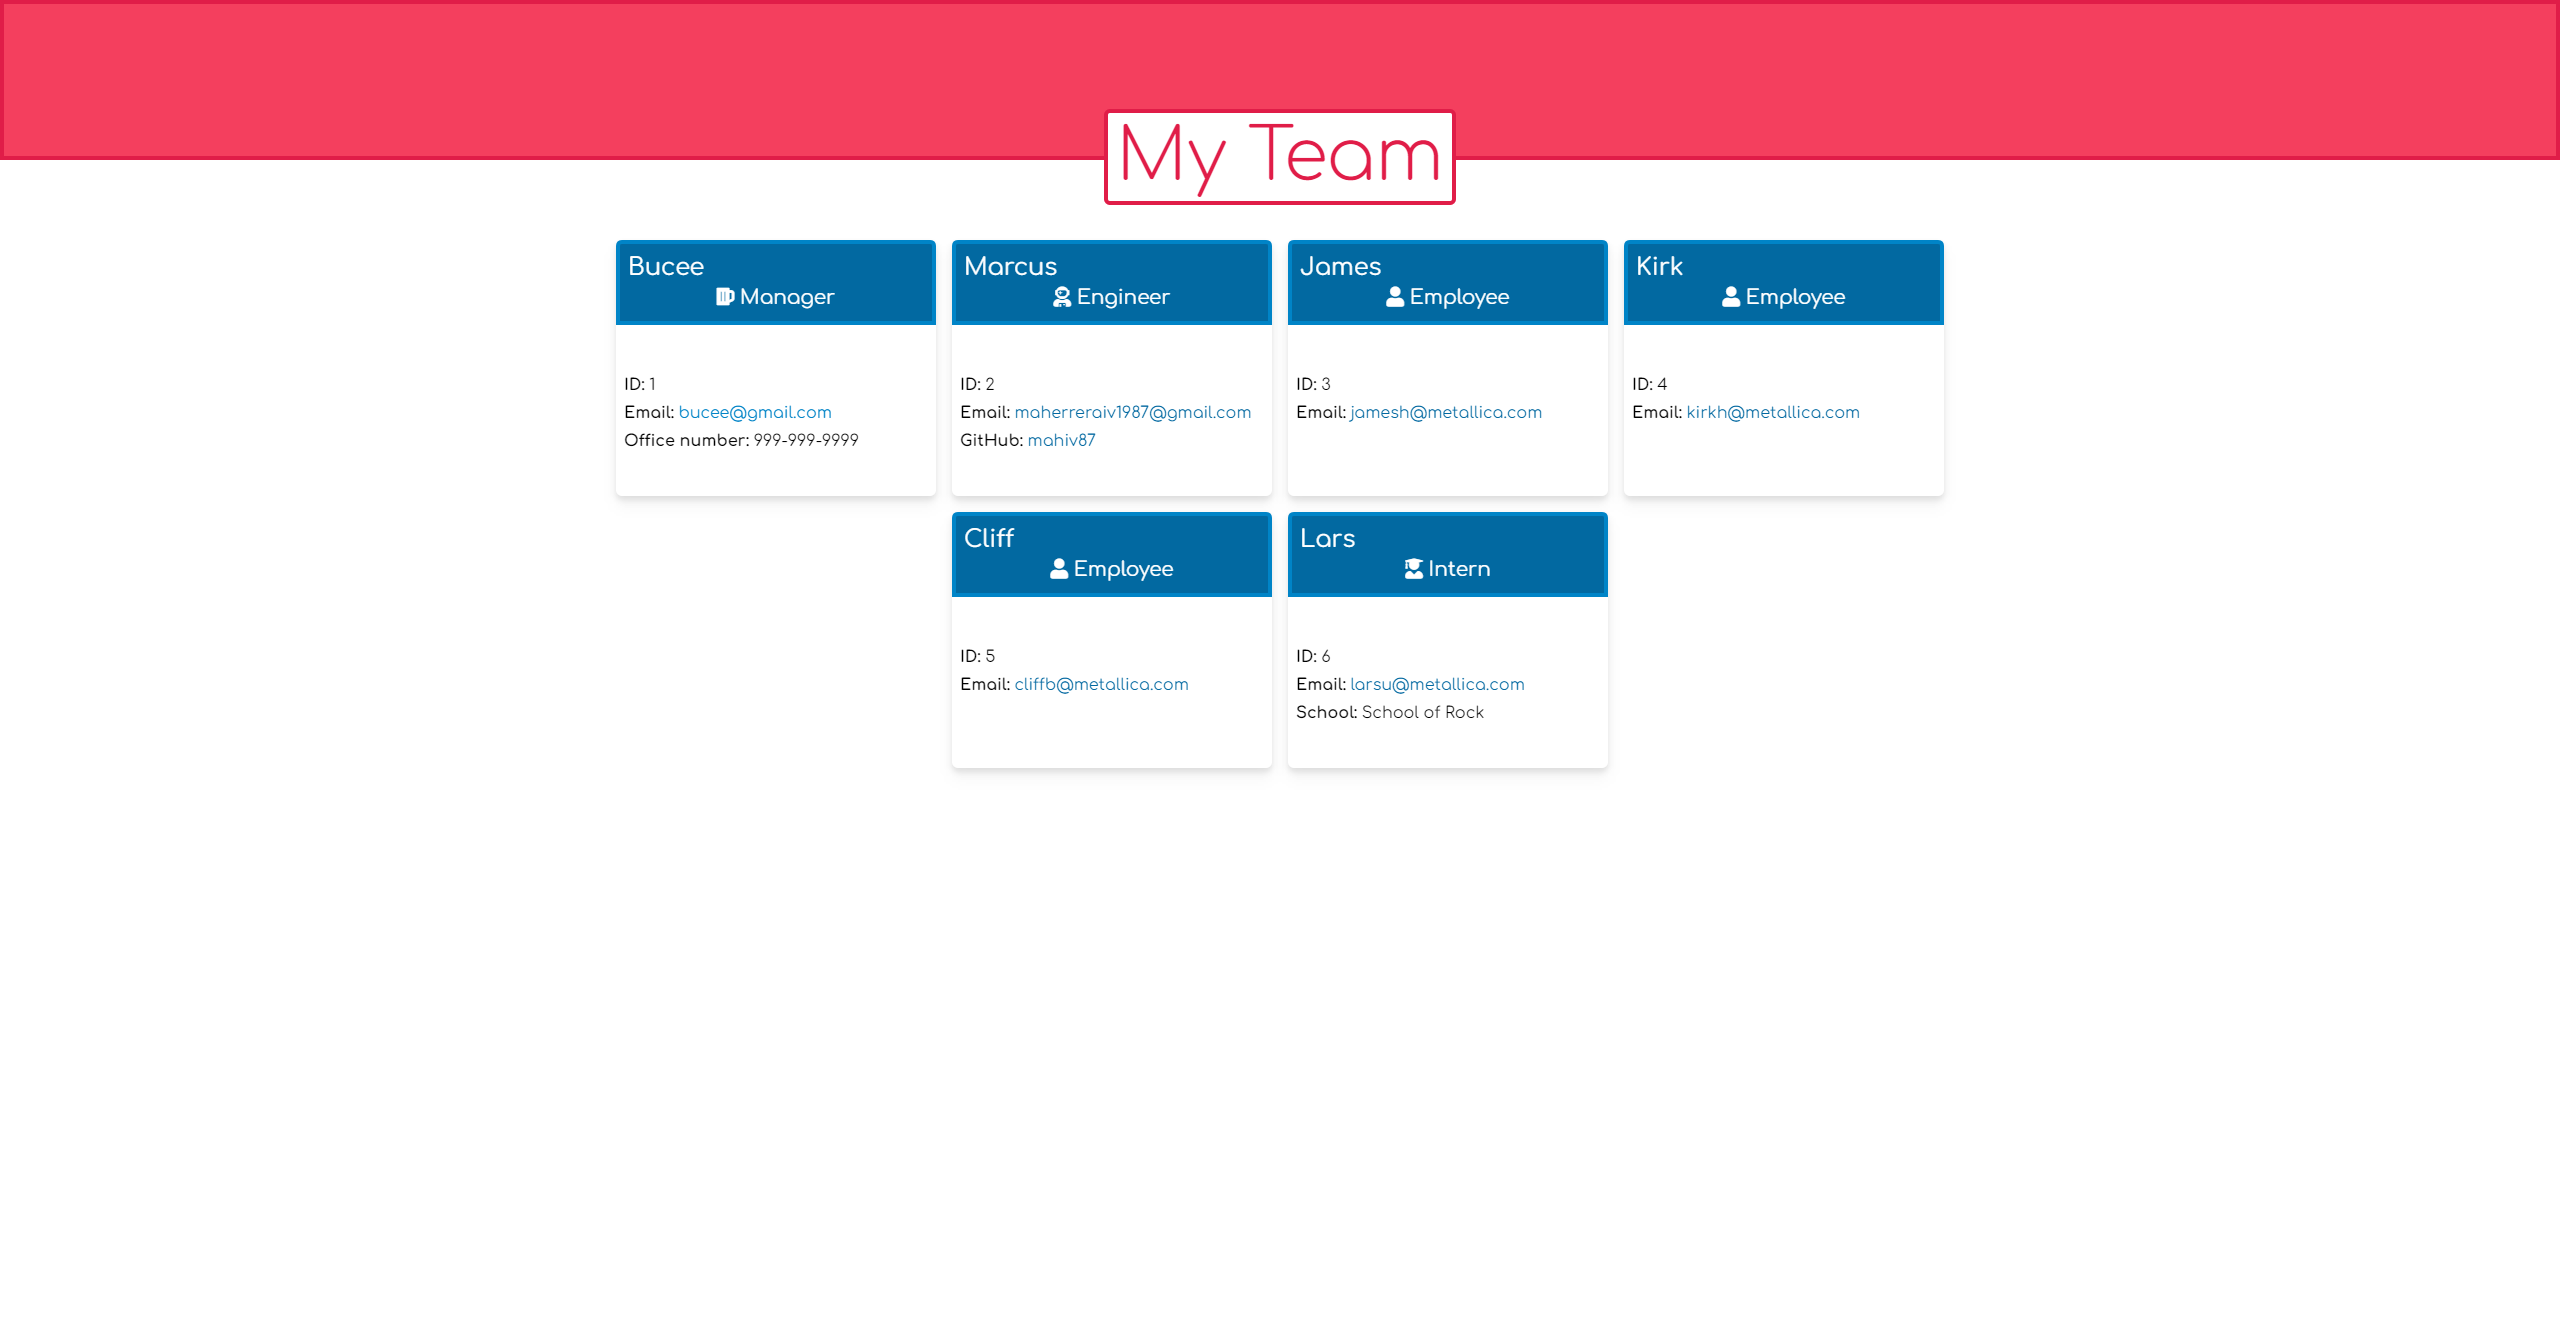 My Team
Bucee
Manager
ID: 1
Email: bucee@gmail.com
Office number: 999-999-9999
Marcus
Engineer
ID: 2
Email: maherreraiv1987@gmail.com
GitHub: mahiv87
James
Employee
ID: 3
Email: jamesh@metallica.com
Kirk
Employee
ID: 4
Email: kirkh@metallica.com
Cliff
Employee
ID: 5
Email: cliffb@metallica.com
Lars
Intern
ID: 6
Email: larsu@metallica.com
School: School of Rock